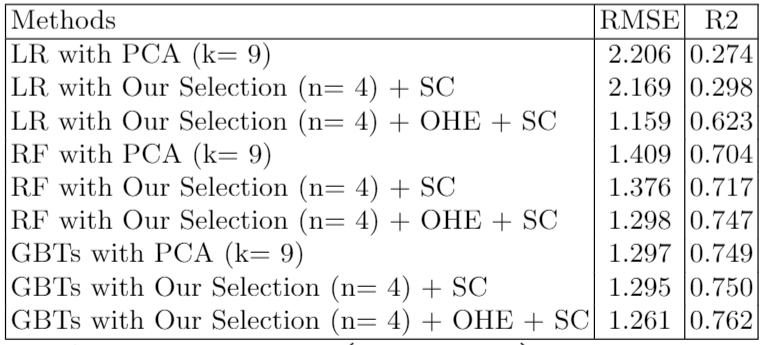 Methods RMSE R2
LR with PCA (k= 9) 2.206 0.274
LR with Our Selection (n= 4) + SC 2.169 0.298
LR with Our Selection (n= 4) + OHE + SC 1.159 0.623
RF with PCA (k= 9) 1.409 0.704
RF with Our Selection (n= 4) + SC 1.376 0.717
RF with Our Selection (n= 4) + OHE + SC 1.298 0.747
GBTs with PCA (k= 9) 1.297 0.749
GBTs with Our Selection (n= 4) + SC 1.295 0.750
GBTs with Our Selection (n= 4) + OHE + SC 1.261 0.762